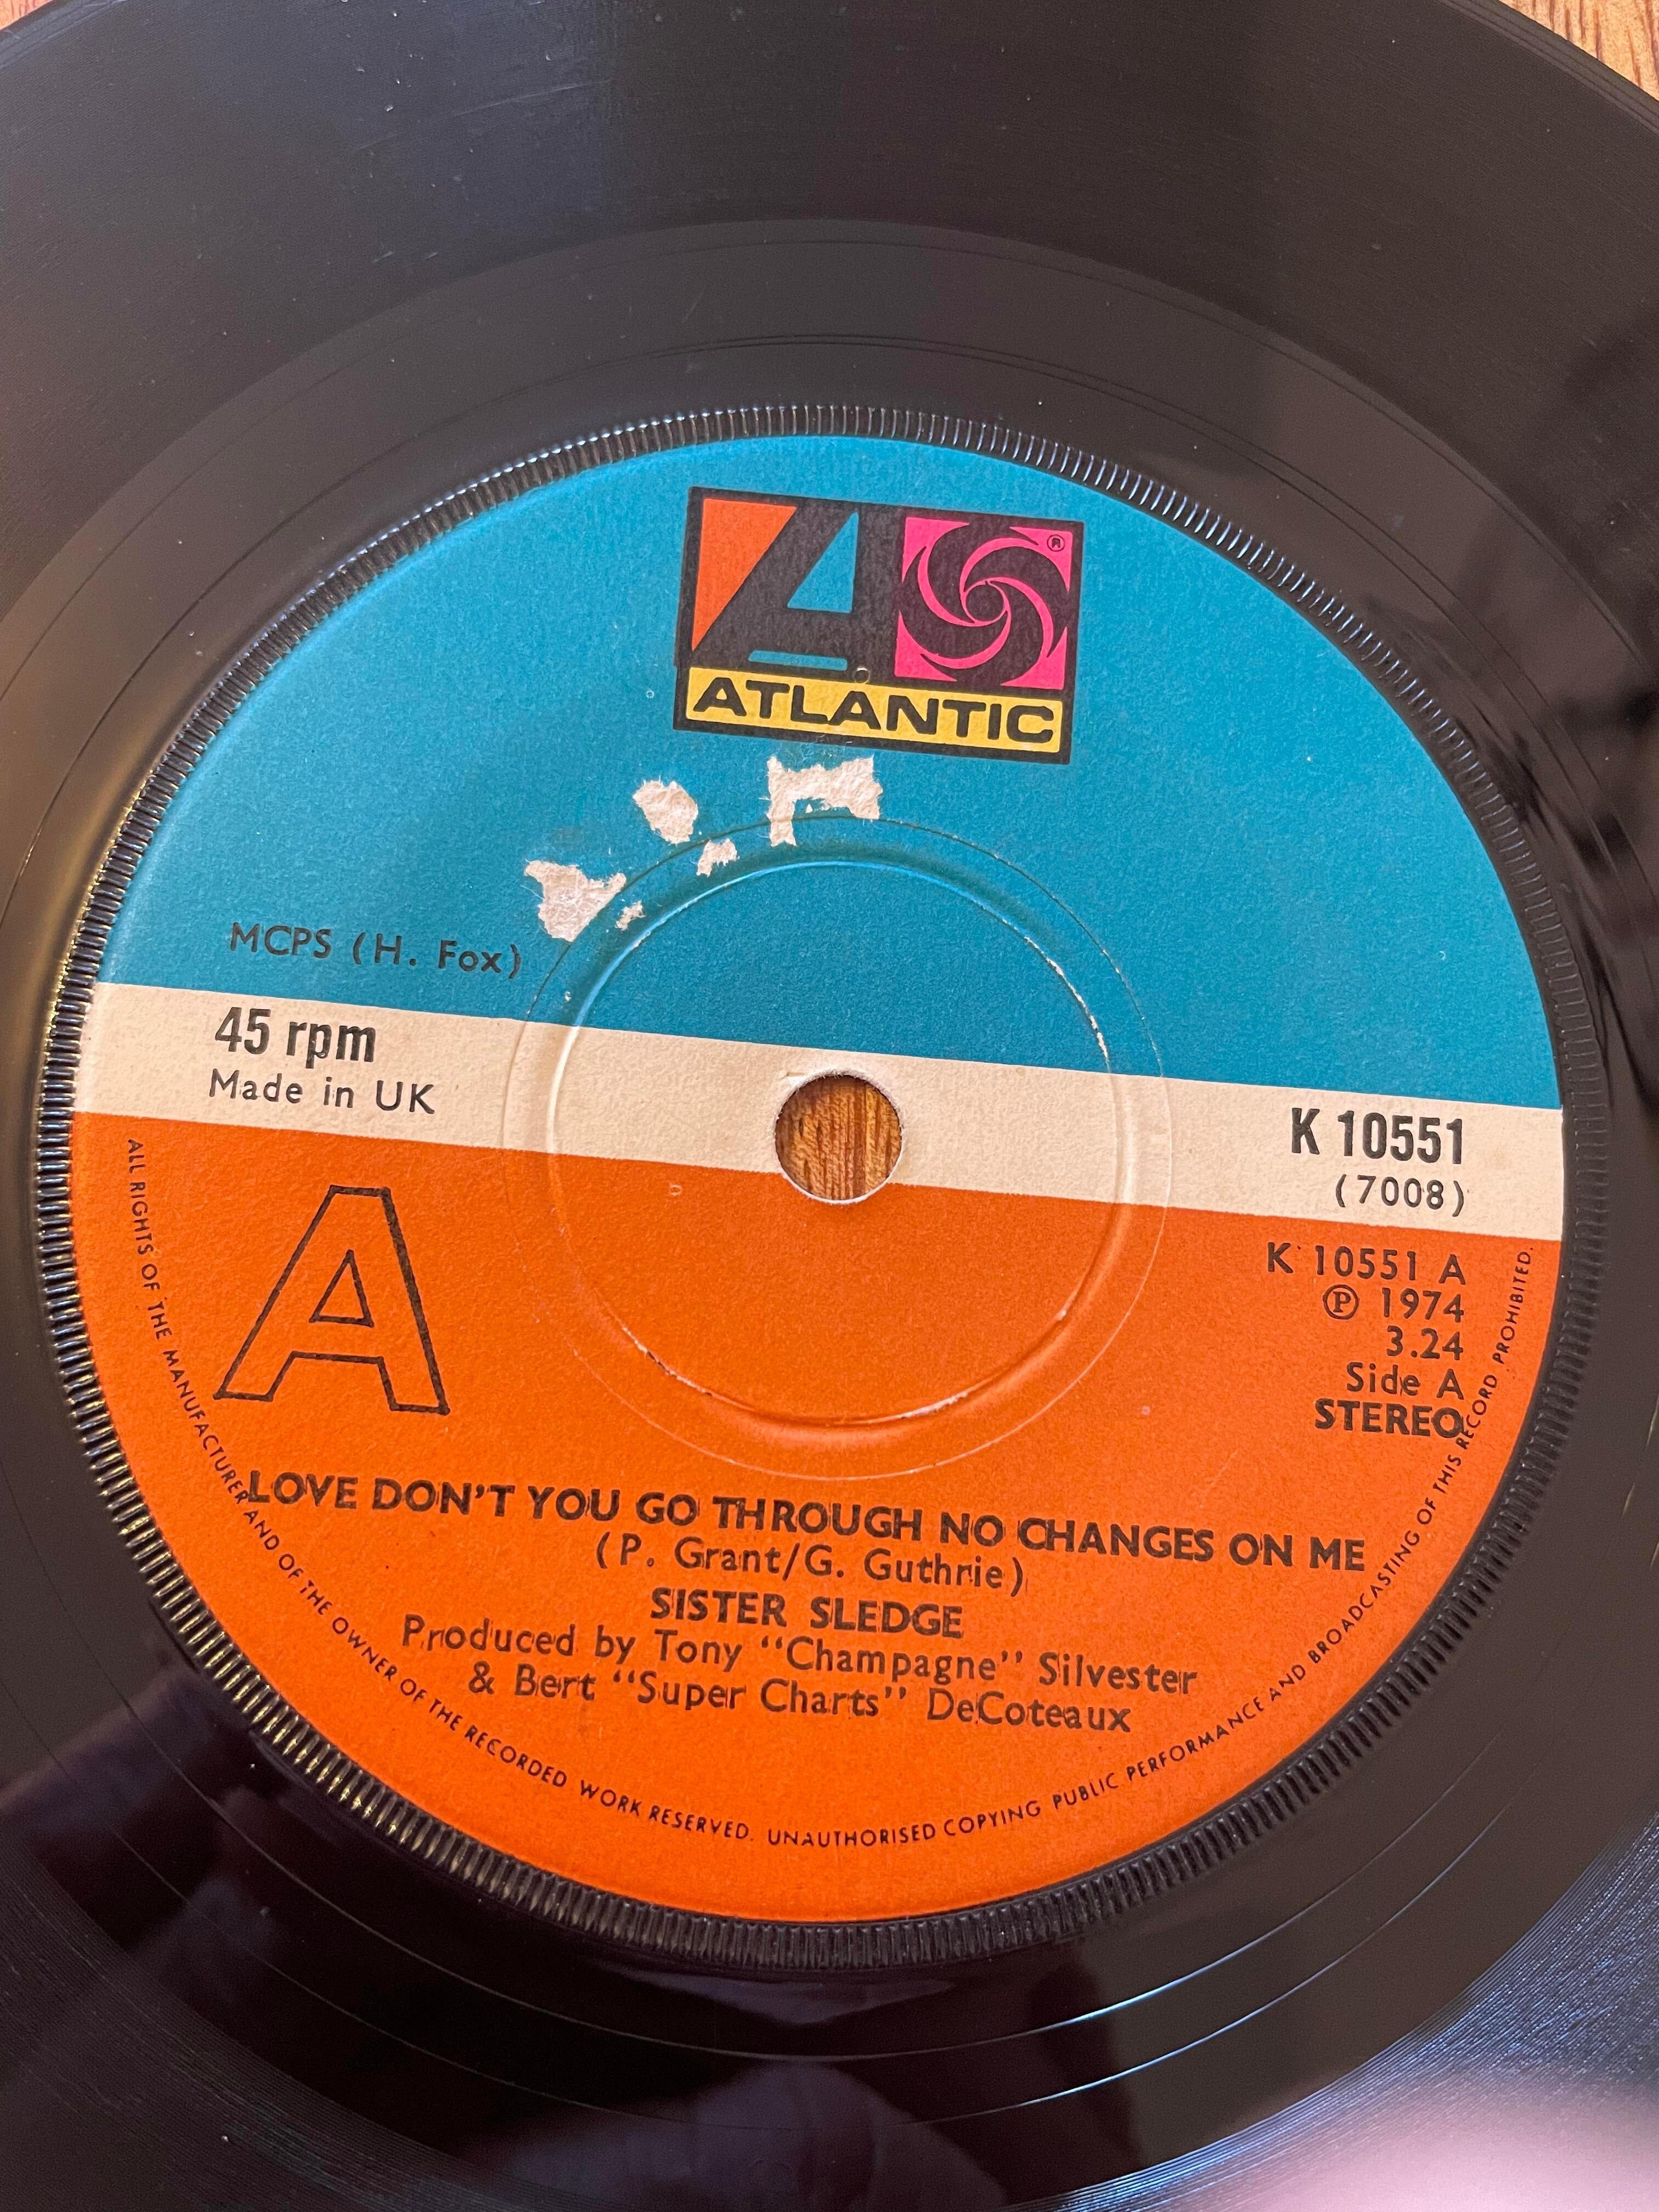 A
®
ATLANTIC
MCPS (H. Fox)
45 rpm
Made in UK
K 10551
(7008)
A
K 10551 A
Ⓟ 1974
3.24
Side A
STEREO
LOVE DON'T YOU GO THROUGH NO CHANGES ON ME
(P. Grant/G. Guthrie)
SISTER SLEDGE
Produced by Tony "Champagne" Silvester
& Bert "Super Charts" DeCoteaux
ALL RIGHTS OF THE MANUFACTURER AND OF THE OWNER OF THE RECORDED WORK RESERVED. UNAUTHORISED COPYING PUBLIC PERFORMANCE AND BROADCASTING OF THIS RECORD PROHIBITED.